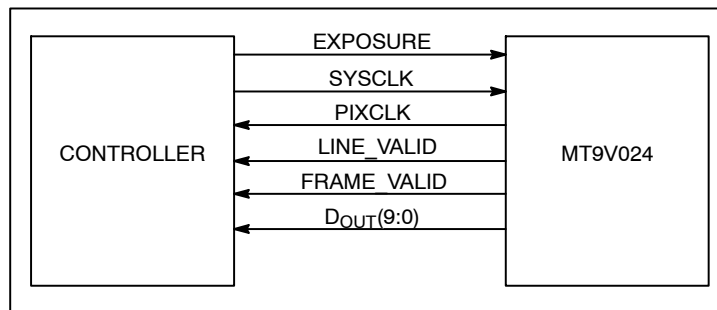 EXPOSURE
SYSCLK
PIXCLK
CONTROLLER
LINE_VALID
MT9V024
FRAME_VALID
DOUT(9:0)